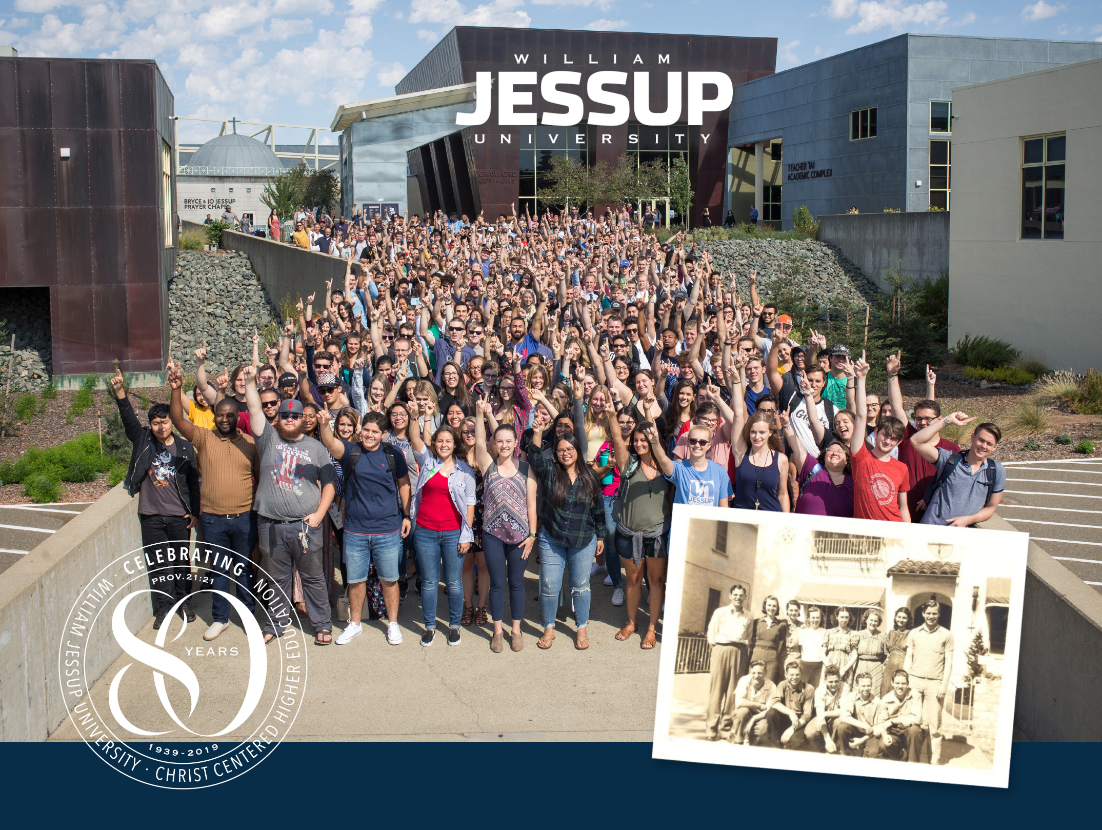 WILLIAM
JESSUP
UNIVERSITY
BRYCE & JO JESSUP
PRAYER CHAPEL
TEACHER TAI
ACADEMIC COMPLEX
JESSUP
· CELEBRATING ·
PROV. 21:21
80
YEARS
1939-2019
WILLIAM JESSUP UNIVERSITY · CHRIST CENTERED HIGHER EDUCATION